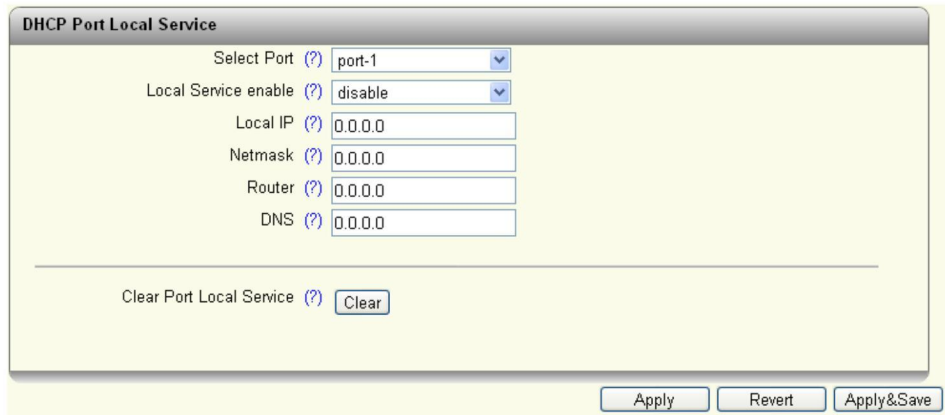 DHCP Port Local Service
Select Port (?) port-1
Local Service enable (?) disable
Local IP (?) 0.0.0.0
Netmask (?) 0.0.0.0
Router (?) 0.0.0.0
DNS (?) 0.0.0.0
Clear Port Local Service (?) Clear
Apply Revert Apply&Save